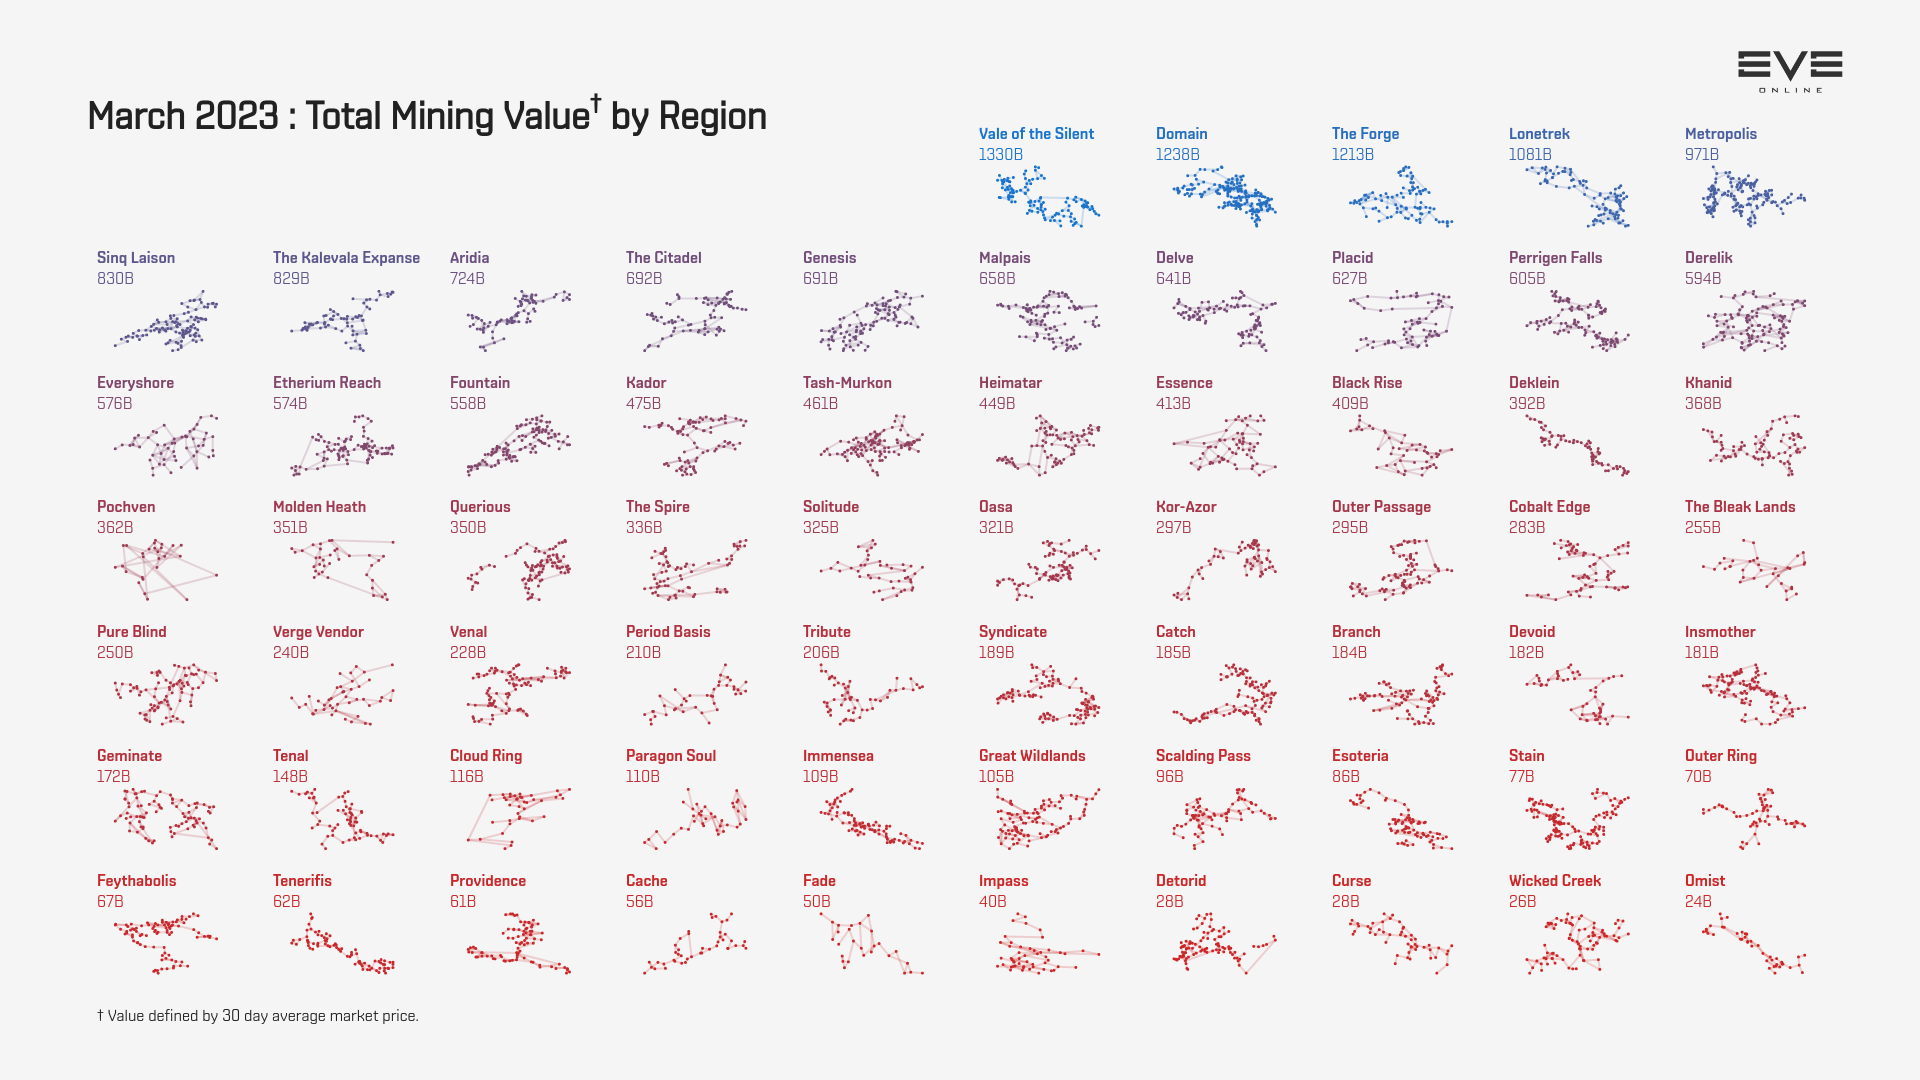 EVE
ONLINE
March 2023 : Total Mining Value† by Region
Vale of the Silent
1330B
Domain
1238B
The Forge
1213B
Lonetrek
1081B
Metropolis
971B
Sinq Laison
830B
The Kalevala Expanse
829B
Aridia
724B
The Citadel
692B
Genesis
691B
Malpais
658B
Delve
641B
Placid
627B
Perrigen Falls
605B
Derelik
594B
Everyshore
576B
Etherium Reach
574B
Fountain
558B
Kador
475B
Tash-Murkon
461B
Heimatar
449B
Essence
413B
Black Rise
409B
Deklein
392B
Khanid
368B
Pochven
362B
Molden Heath
351B
Querious
350B
The Spire
336B
Solitude
325B
Oasa
321B
Kor-Azor
297B
Outer Passage
295B
Cobalt Edge
283B
The Bleak Lands
255B
Pure Blind
250B
Verge Vendor
240B
Venal
228B
Period Basis
210B
Tribute
206B
Syndicate
189B
Catch
185B
Branch
184B
Devoid
182B
Insmother
181B
Geminate
172B
Tenal
148B
Cloud Ring
116B
Paragon Soul
110B
Immensea
109B
Great Wildlands
105B
Scalding Pass
96B
Esoteria
86B
Stain
77B
Outer Ring
70B
Feythabolis
67B
Tenerifis
62B
Providence
61B
Cache
56B
Fade
50B
Impass
40B
Detorid
28B
Curse
28B
Wicked Creek
26B
Omist
24B
† Value defined by 30 day average market price.